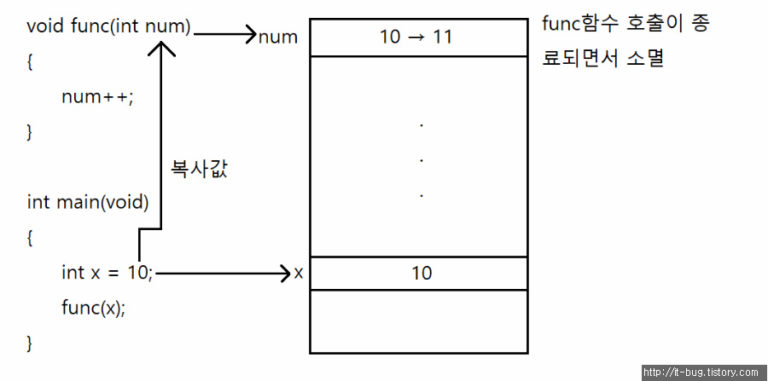 void func(int num)
{
num++;
}
복사값
int main(void)
{
int x = 10;
func(x);
}
num
10 → 11
.
.
.
x
10
func함수 호출이 종
료되면서 소멸
http://it-bug.tistory.com